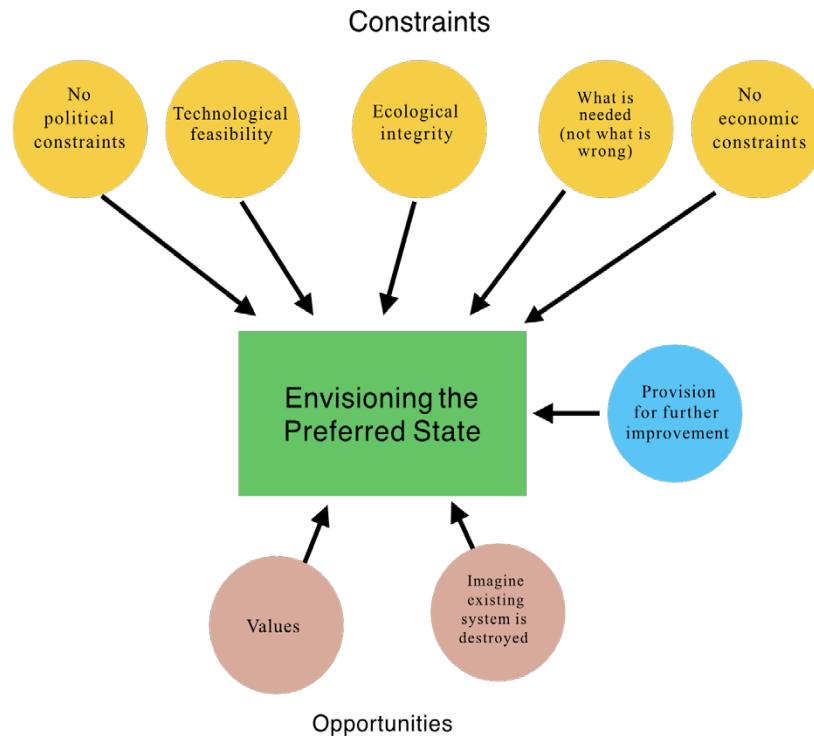 Constraints
No
political
constraints
Technological
feasibility
Ecological
integrity
What is
needed
(not what is
wrong)
No
economic
constraints
Envisioning the
Preferred State
Provision
for further
improvement
Values
Imagine
existing
system is
destroyed
Opportunities